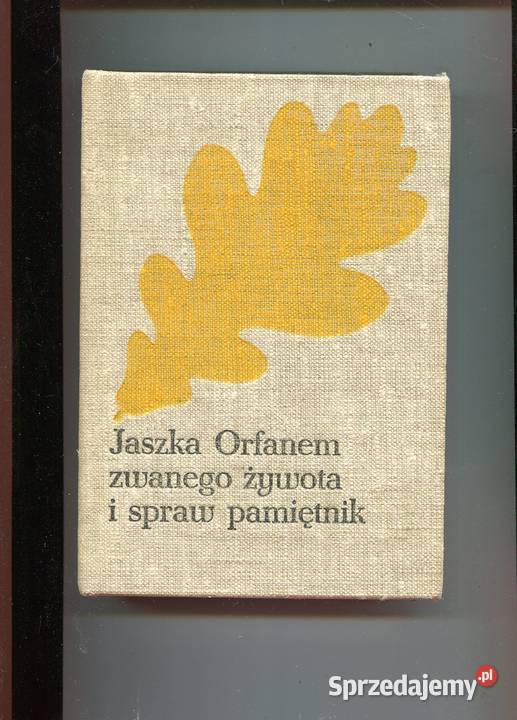 Jaszka Orfanem
zwanego żywota
i spraw pamiętnik
Sprzedajemy.pl